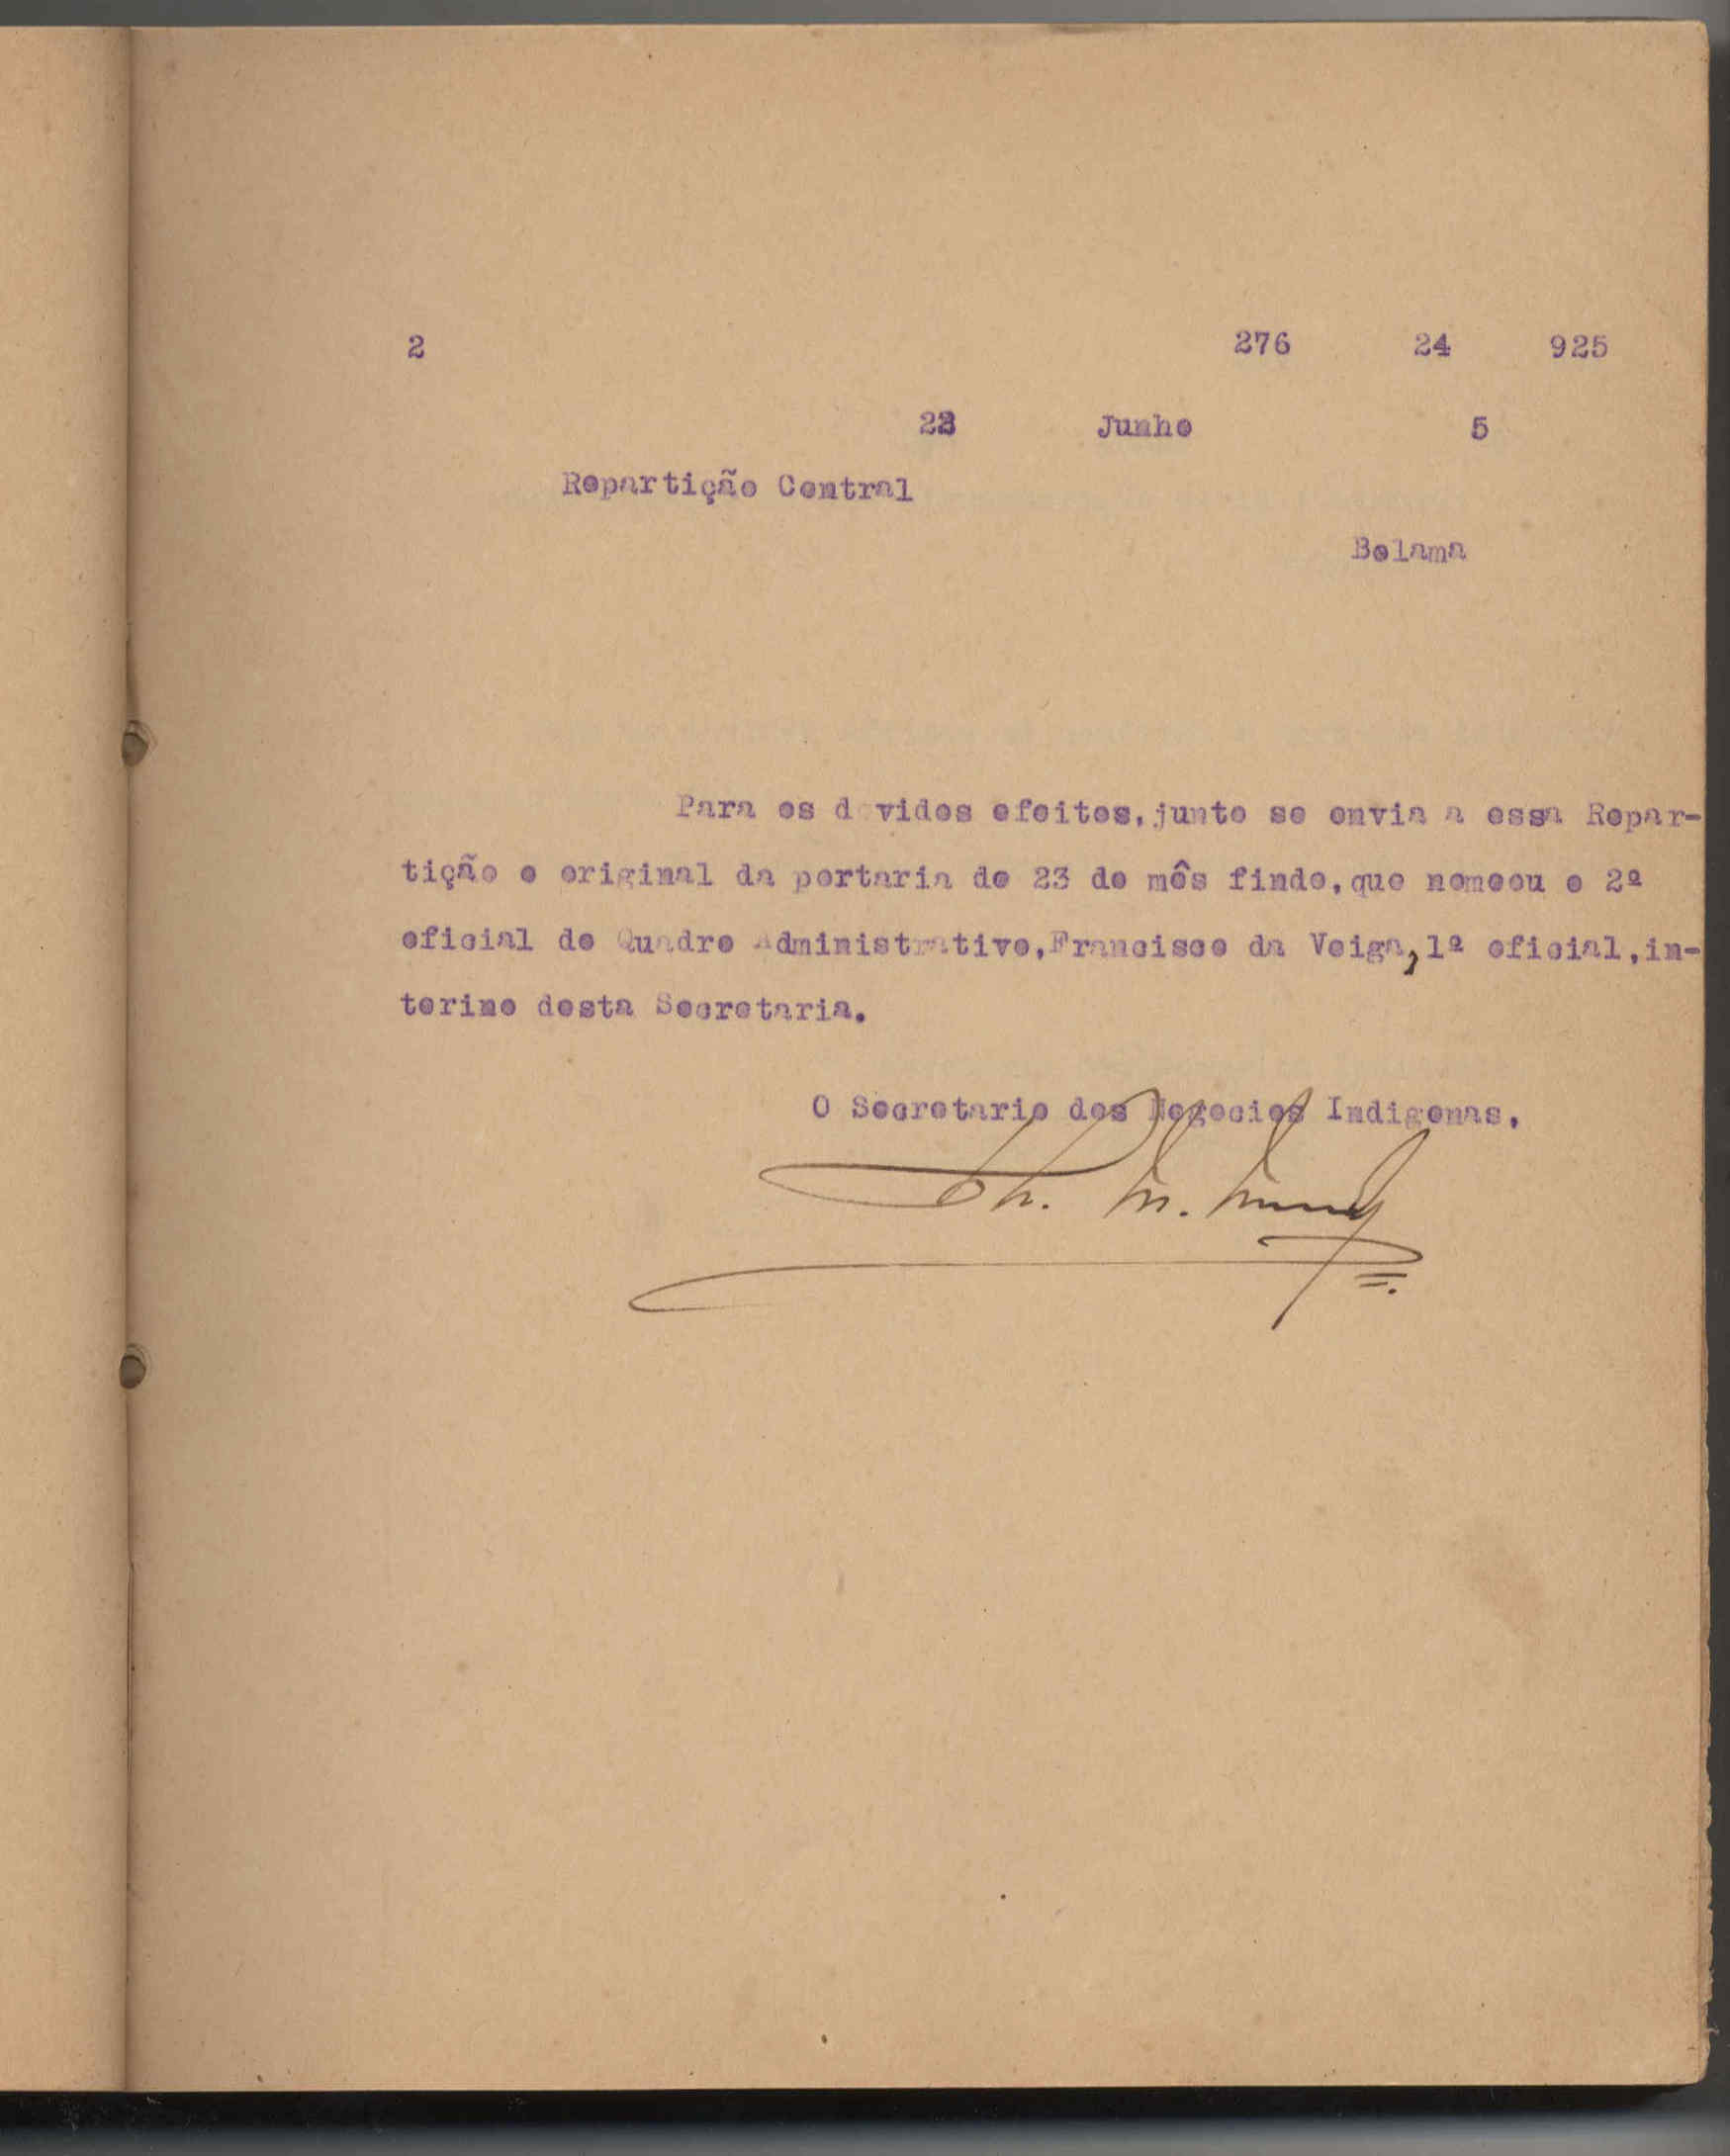 2 276 24 925
23 Junho 5
Repartição Central
Bolama
Para os dvidos efeitos,junto se envia a essa Repar-
tição o original da portaria de 23 do mês findo,que nomeou o 2º
oficial do Quadro Administrativo,Francisco da Veiga,1º oficial,in-
terino desta Secretaria.
O Secretario dos Negocios Indigenas,